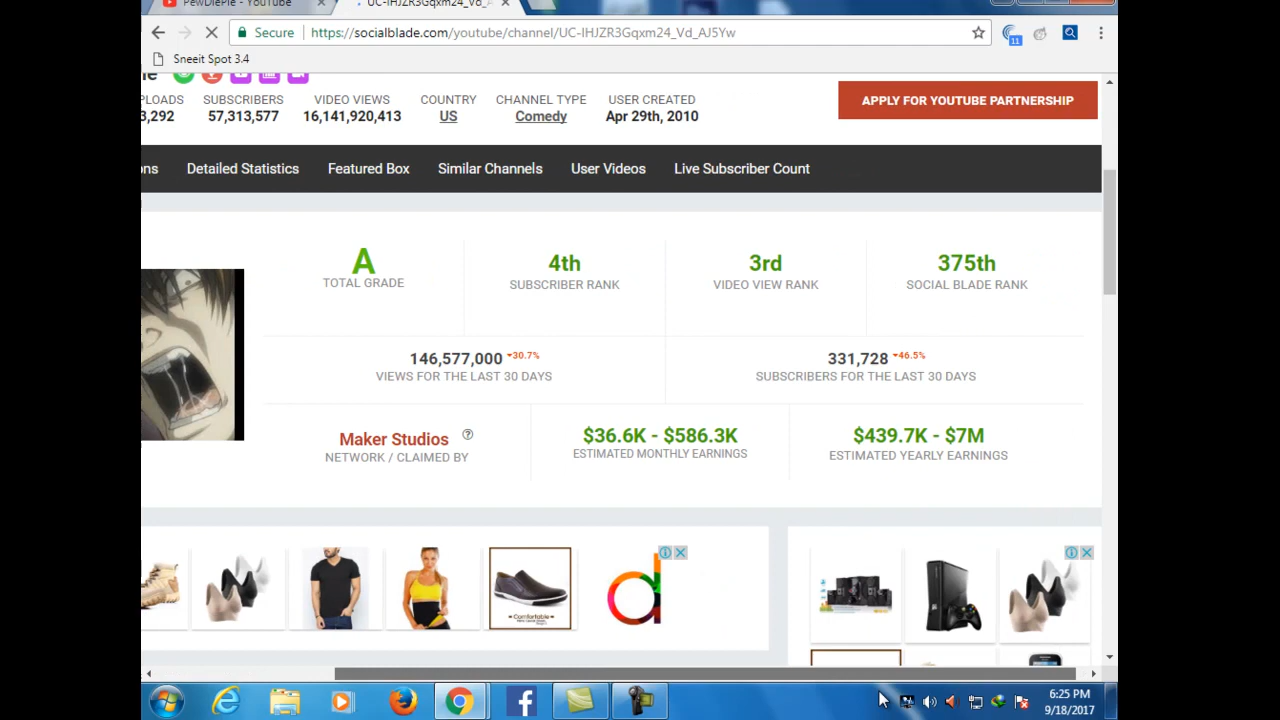 PewDiePie - YouTube
UC-lHJZR3Gqxm24_Vd_A
Secure
https://socialblade.com/youtube/channel/UC-lHJZR3Gqxm24_Vd_AJ5Yw
11
Sneeit Spot 3.4
PLOADS SUBSCRIBERS VIDEO VIEWS COUNTRY CHANNEL TYPE USER CREATED
3,292 57,313,577 16,141,920,413 US Comedy Apr 29th, 2010
APPLY FOR YOUTUBE PARTNERSHIP
ons Detailed Statistics Featured Box Similar Channels User Videos Live Subscriber Count
A 4th 3rd 375th
TOTAL GRADE SUBSCRIBER RANK VIDEO VIEW RANK SOCIAL BLADE RANK
146,577,000 30.7% 331,728 46.5%
VIEWS FOR THE LAST 30 DAYS SUBSCRIBERS FOR THE LAST 30 DAYS
Maker Studios $36.6K - $586.3K $439.7K - $7M
NETWORK / CLAIMED BY ESTIMATED MONTHLY EARNINGS ESTIMATED YEARLY EARNINGS
Comfortable
6:25 PM
9/18/2017